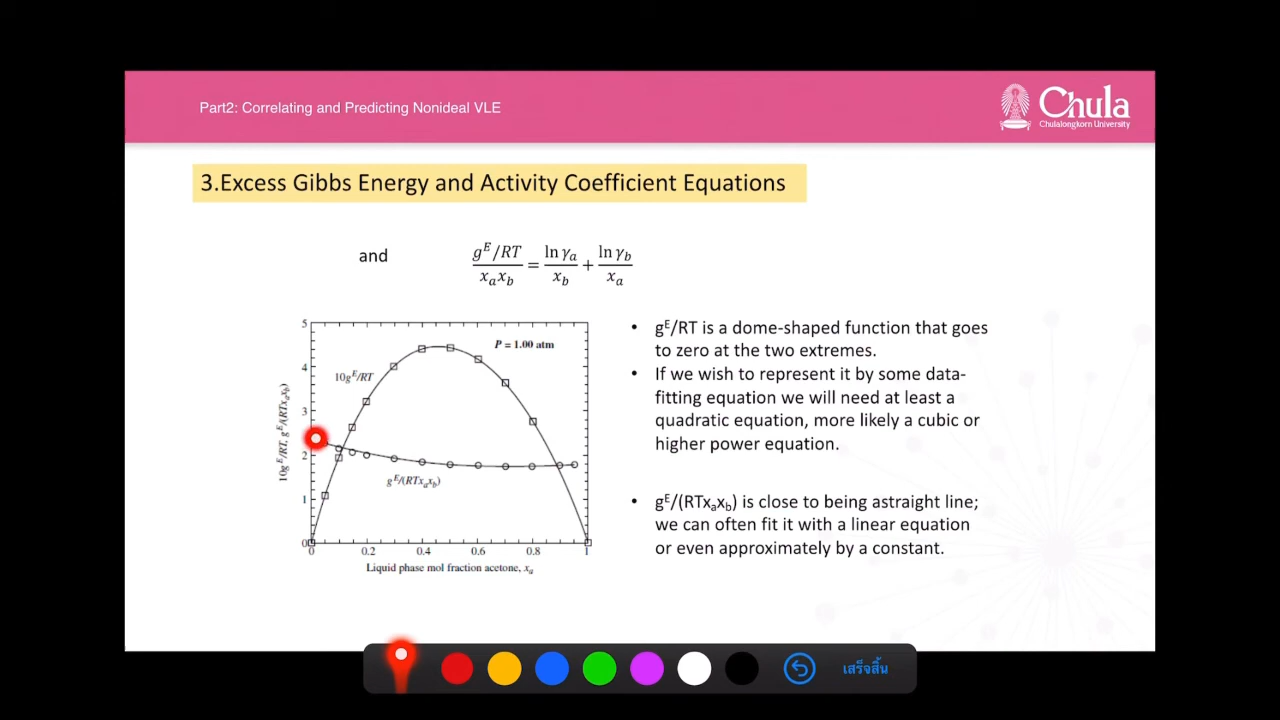 Part2: Correlating and Predicting Nonideal VLE
Chula
Chulalongkorn University
3.Excess Gibbs Energy and Activity Coefficient Equations
and
g^E/RT / x_a x_b = ln γ_a / x_b + ln γ_b / x_a
5
P = 1.00 atm
4
10g^E/RT
3
10g^E/RT, g^E/(RTx_a x_b)
2
g^E/(RTx_a x_b)
1
0
0 0.2 0.4 0.6 0.8 1
Liquid phase mol fraction acetone, x_a
• g^E/RT is a dome-shaped function that goes
to zero at the two extremes.
• If we wish to represent it by some data-
fitting equation we will need at least a
quadratic equation, more likely a cubic or
higher power equation.
• g^E/(RTx_a x_b) is close to being astraight line;
we can often fit it with a linear equation
or even approximately by a constant.
เสร็จสิ้น